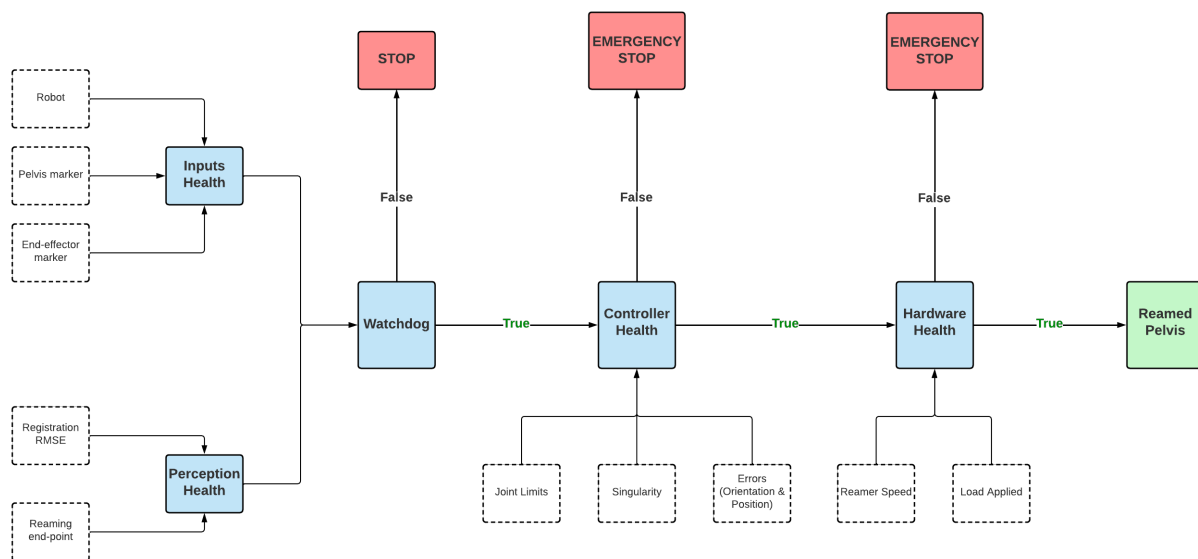 STOP
EMERGENCY
STOP
EMERGENCY
STOP
Robot
Inputs
Health
Pelvis marker
End-effector
marker
False
False
False
Watchdog
True
Controller
Health
True
Hardware
Health
True
Reamed
Pelvis
Registration
RMSE
Perception
Health
Reaming
end-point
Joint Limits
Singularity
Errors
(Orientation &
Position)
Reamer Speed
Load Applied